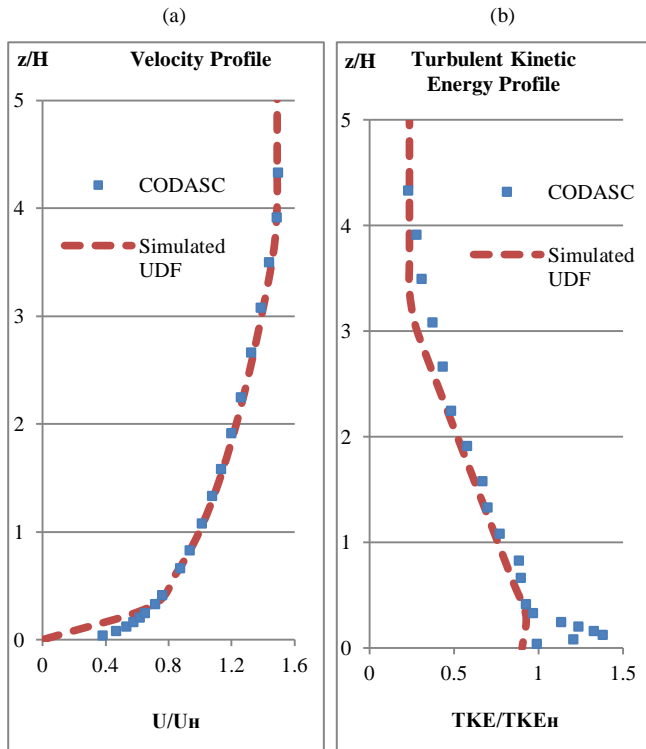 (a)
(b)
z/H
Velocity Profile
5
4
3
2
1
0
CODASC
Simulated
UDF
0
0.4
0.8
1.2
1.6
U/UH
z/H
Turbulent Kinetic
Energy Profile
5
4
3
2
1
0
CODASC
Simulated
UDF
0
0.5
1
1.5
TKE/TKEH